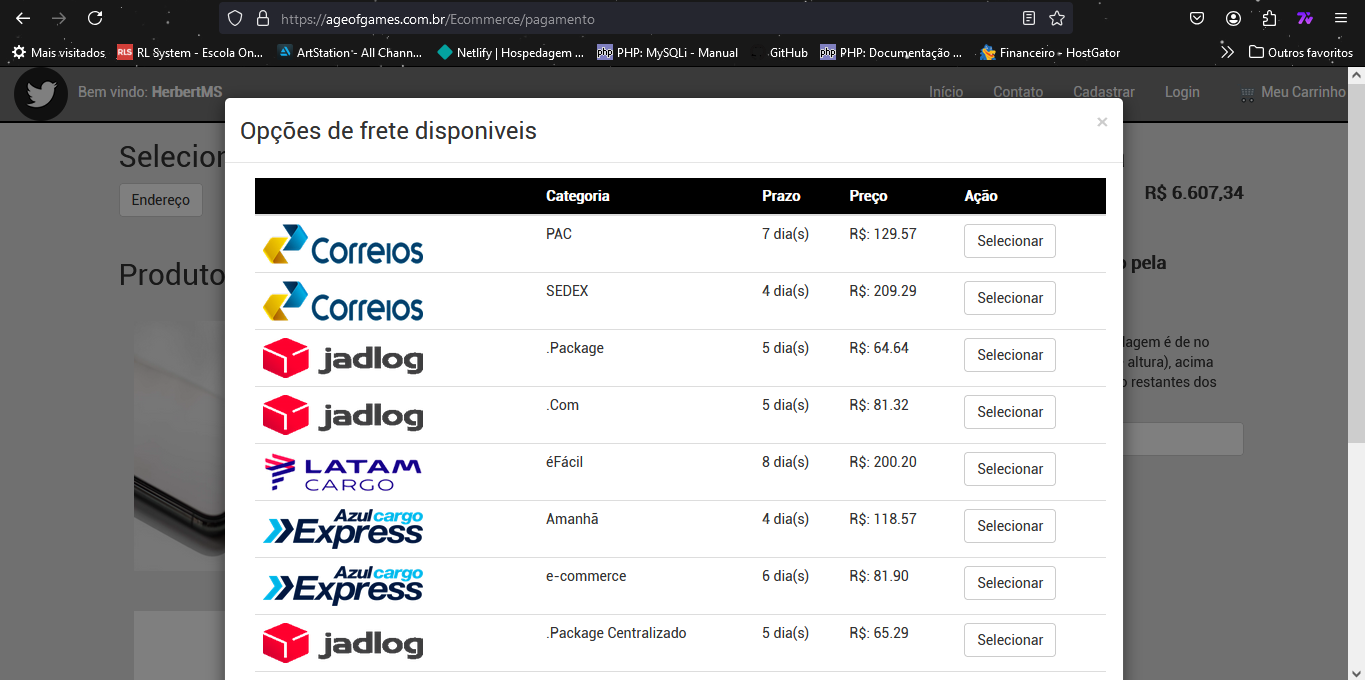 https://ageofgames.com.br/Ecommerce/pagamento
Mais visitados RLS RL System - Escola On... ArtStation - All Chann... Netlify | Hospedagem ... php PHP: MySQLi - Manual GitHub php PHP: Documentação ... Financeiro - HostGator Outros favoritos
Bem vindo: HerbertMS Início Contato Cadastrar Login Meu Carrinho
Opções de frete disponiveis ×
Selecion
Endereço R$ 6.607,34
Categoria Prazo Preço Ação
Correios PAC 7 dia(s) R$: 129.57 Selecionar
Produto o pela
Correios SEDEX 4 dia(s) R$: 209.29 Selecionar
jadlog .Package 5 dia(s) R$: 64.64 Selecionar
lagem é de no
altura), acima
o restantes dos
jadlog .Com 5 dia(s) R$: 81.32 Selecionar
LATAM CARGO éFácil 8 dia(s) R$: 200.20 Selecionar
Azul cargo Express Amanhã 4 dia(s) R$: 118.57 Selecionar
Azul cargo Express e-commerce 6 dia(s) R$: 81.90 Selecionar
jadlog .Package Centralizado 5 dia(s) R$: 65.29 Selecionar